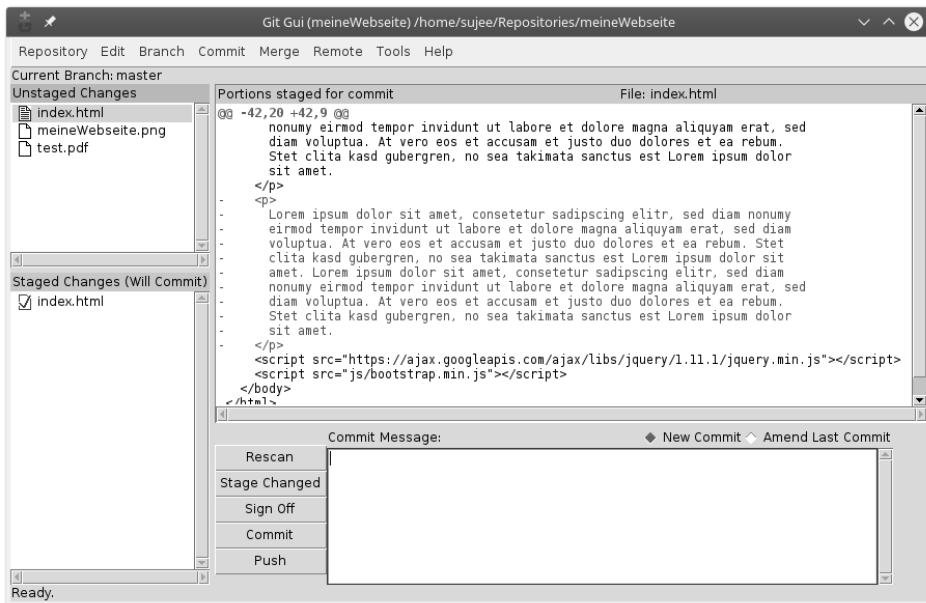 Git Gui (meineWebseite) /home/sujee/Repositories/meineWebseite
Repository Edit Branch Commit Merge Remote Tools Help
Current Branch: master
Unstaged Changes
index.html
meineWebseite.png
test.pdf
Staged Changes (Will Commit)
index.html
Portions staged for commit File: index.html
@@ -42,20 +42,9 @@
nonumy eirmod tempor invidunt ut labore et dolore magna aliquyam erat, sed
diam voluptua. At vero eos et accusam et justo duo dolores et ea rebum.
Stet clita kasd gubergren, no sea takimata sanctus est Lorem ipsum dolor
sit amet.
</p>
- <p>
- Lorem ipsum dolor sit amet, consetetur sadipscing elitr, sed diam nonumy
- eirmod tempor invidunt ut labore et dolore magna aliquyam erat, sed diam
- voluptua. At vero eos et accusam et justo duo dolores et ea rebum. Stet
- clita kasd gubergren, no sea takimata sanctus est Lorem ipsum dolor sit
- amet. Lorem ipsum dolor sit amet, consetetur sadipscing elitr, sed diam
- nonumy eirmod tempor invidunt ut labore et dolore magna aliquyam erat, sed
- diam voluptua. At vero eos et accusam et justo duo dolores et ea rebum.
- Stet clita kasd gubergren, no sea takimata sanctus est Lorem ipsum dolor
- sit amet.
- </p>
<script src="https://ajax.googleapis.com/ajax/libs/jquery/1.11.1/jquery.min.js"></script>
<script src="js/bootstrap.min.js"></script>
</body>
</html>
Commit Message: New Commit Amend Last Commit
Rescan
Stage Changed
Sign Off
Commit
Push
Ready.